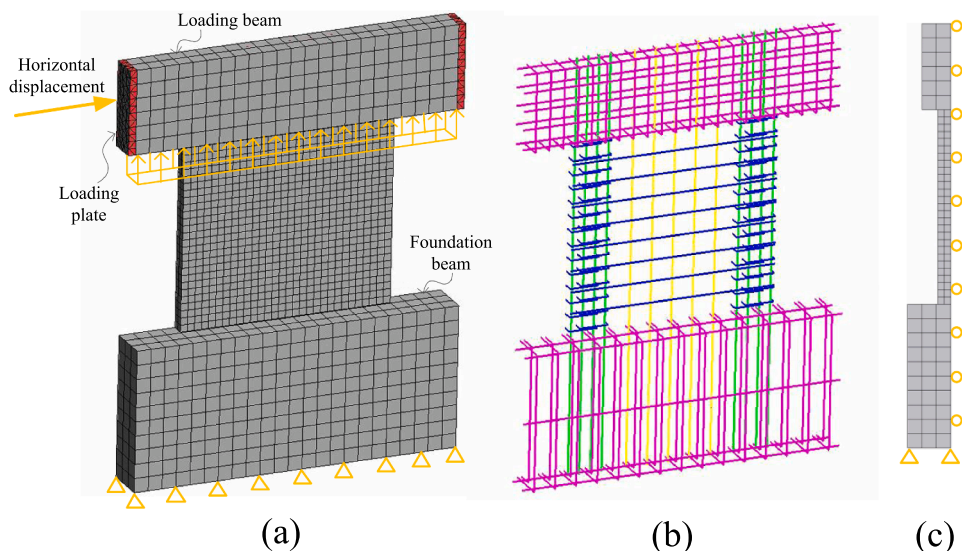 Loading beam
Horizontal
displacement
Loading
plate
Foundation
beam
(a)
(b)
(c)